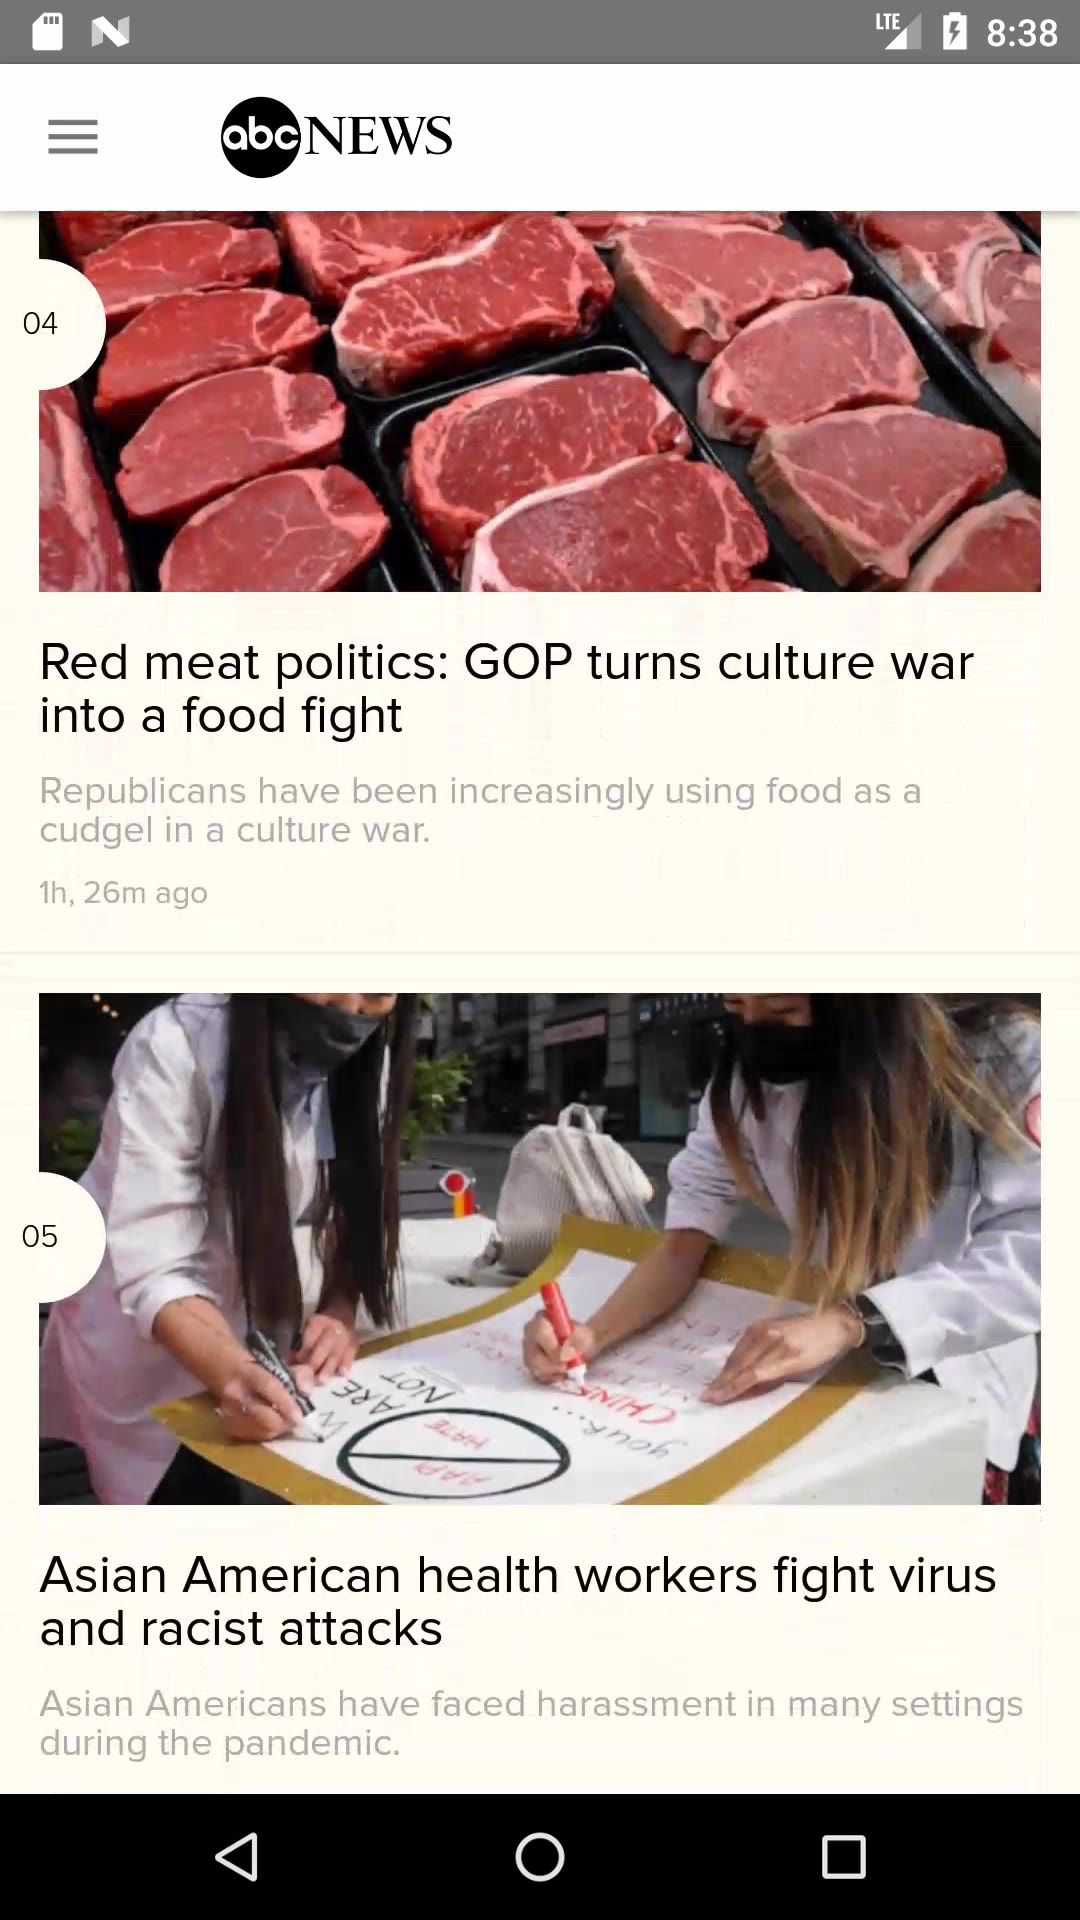 LTE
8:38
abc NEWS
04
Red meat politics: GOP turns culture war
into a food fight
Republicans have been increasingly using food as a
cudgel in a culture war.
1h, 26m ago
05
ARE
NOT
HATE
your...
Asian American health workers fight virus
and racist attacks
Asian Americans have faced harassment in many settings
during the pandemic.